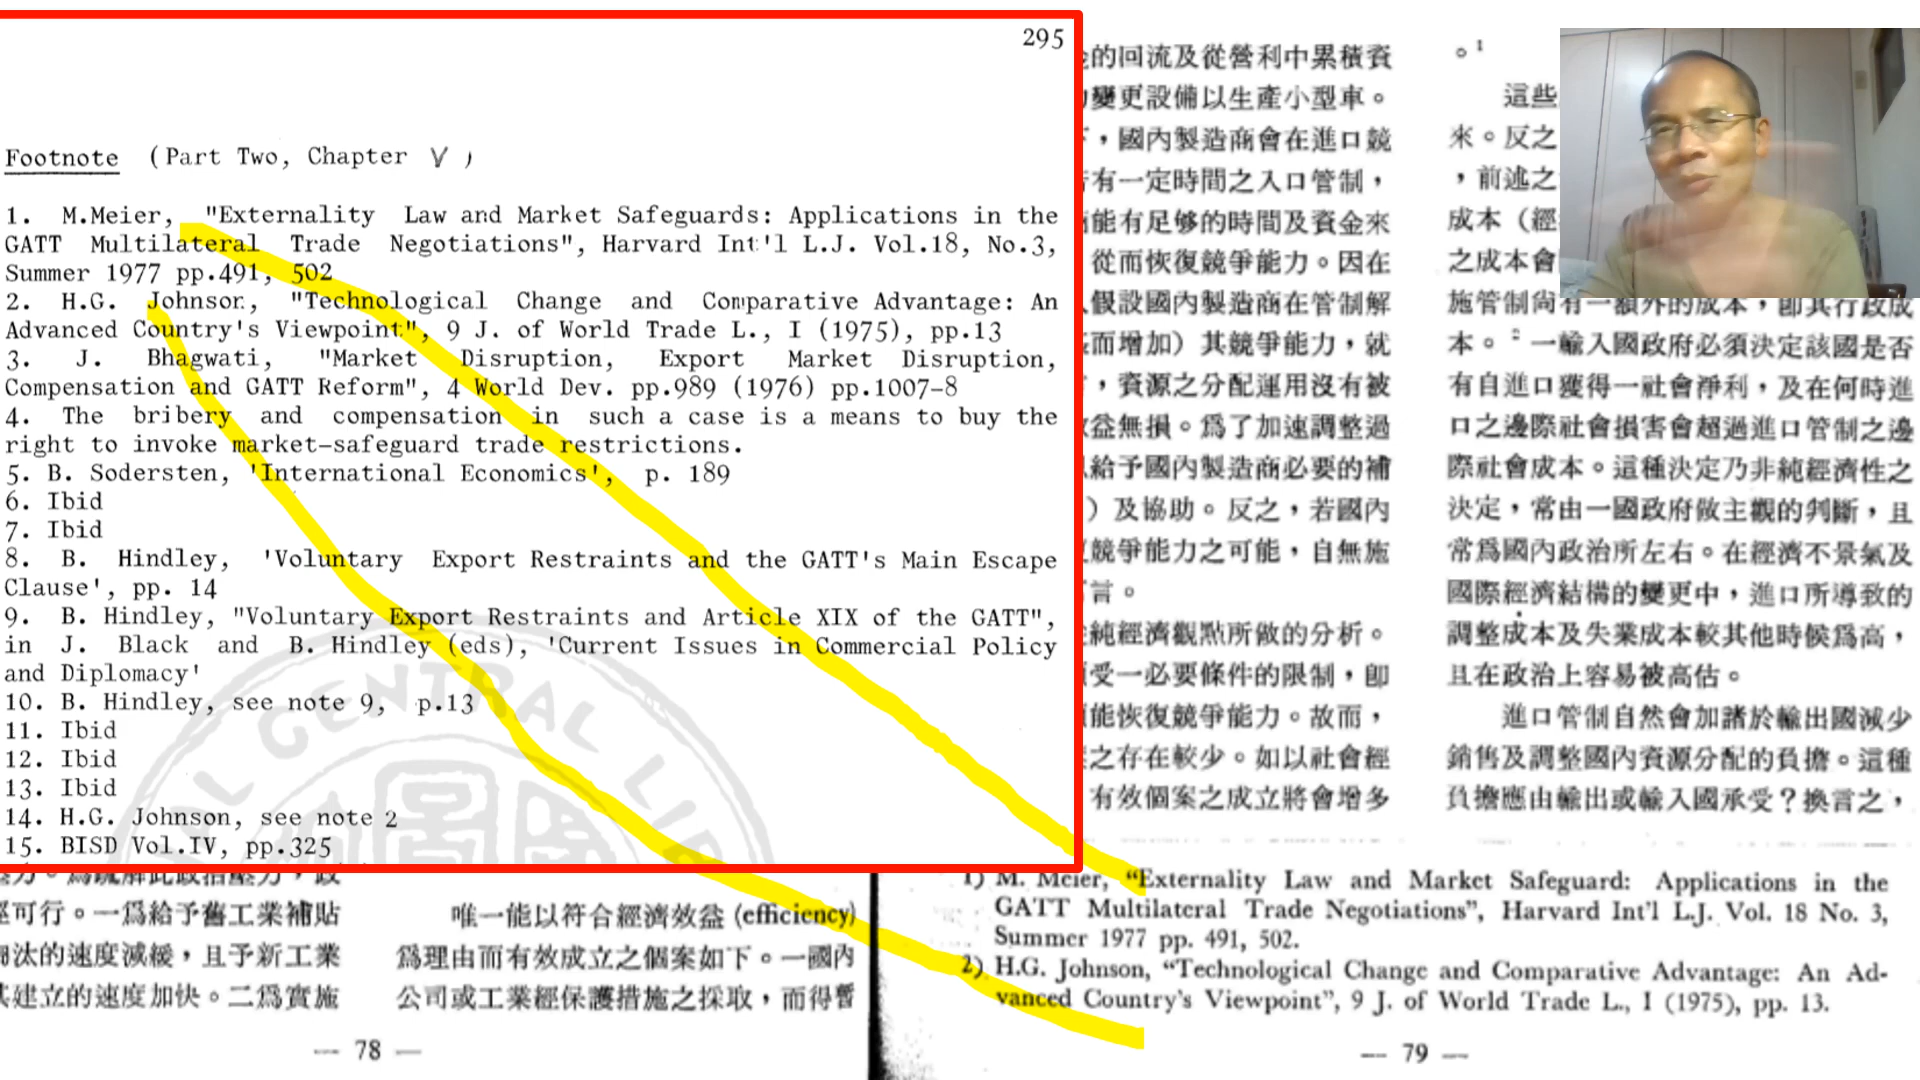 295
Footnote (Part Two, Chapter V)
1. M.Meier, "Externality Law and Market Safeguards: Applications in the
GATT Multilateral Trade Negotiations", Harvard Int'l L.J. Vol.18, No.3,
Summer 1977 pp.491, 502
2. H.G. Johnson, "Technological Change and Comparative Advantage: An
Advanced Country's Viewpoint", 9 J. of World Trade L., I (1975), pp.13
3. J. Bhagwati, "Market Disruption, Export Market Disruption,
Compensation and GATT Reform", 4 World Dev. pp.989 (1976) pp.1007-8
4. The bribery and compensation in such a case is a means to buy the
right to invoke market-safeguard trade restrictions.
5. B. Sodersten, 'International Economics', p. 189
6. Ibid
7. Ibid
8. B. Hindley, 'Voluntary Export Restraints and the GATT's Main Escape
Clause', pp. 14
9. B. Hindley, "Voluntary Export Restraints and Article XIX of the GATT",
in J. Black and B. Hindley (eds), 'Current Issues in Commercial Policy
and Diplomacy'
10. B. Hindley, see note 9, p.13
11. Ibid
12. Ibid
13. Ibid
14. H.G. Johnson, see note 2
15. BISD Vol.IV, pp.325
CENTRAL
圖
可行。一爲給予舊工業補貼
汰的速度減緩，且予新工業
建立的速度加快。二爲實施
— 78 —
唯一能以符合經濟效益 (efficiency)
爲理由而有效成立之個案如下。一國內
公司或工業經保護措施之採取，而得暫
的回流及從營利中累積資
變更設備以生產小型車。
，國內製造商會在進口競
有一定時間之入口管制，
能有足够的時間及資金來
從而恢復競爭能力。因在
假設國內製造商在管制解
而增加）其競爭能力，就
，資源之分配運用沒有被
益無損。爲了加速調整過
給予國內製造商必要的補
）及協助。反之，若國內
競爭能力之可能，自無施
言。
純經濟觀點所做的分析。
受一必要條件的限制，卽
能恢復競爭能力。故而，
之存在較少。如以社會經
有效個案之成立將會增多
。1
這些
來。反之
，前述之
成本（經
之成本會
施管制尙有一額外的成本，卽其行政成
本。2 一輸入國政府必須決定該國是否
有自進口獲得一社會淨利，及在何時進
口之邊際社會損害會超過進口管制之邊
際社會成本。這種決定乃非純經濟性之
決定，常由一國政府做主觀的判斷，且
常爲國內政治所左右。在經濟不景氣及
國際經濟結構的變更中，進口所導致的
調整成本及失業成本較其他時候爲高，
且在政治上容易被高估。
進口管制自然會加諸於輸出國減少
銷售及調整國內資源分配的負擔。這種
負擔應由輸出或輸入國承受？換言之，
1) M. Meier, “Externality Law and Market Safeguard: Applications in the
GATT Multilateral Trade Negotiations”, Harvard Int'l L.J. Vol. 18 No. 3,
Summer 1977 pp. 491, 502.
2) H.G. Johnson, “Technological Change and Comparative Advantage: An Ad-
vanced Country's Viewpoint”, 9 J. of World Trade L., I (1975), pp. 13.
— 79 —